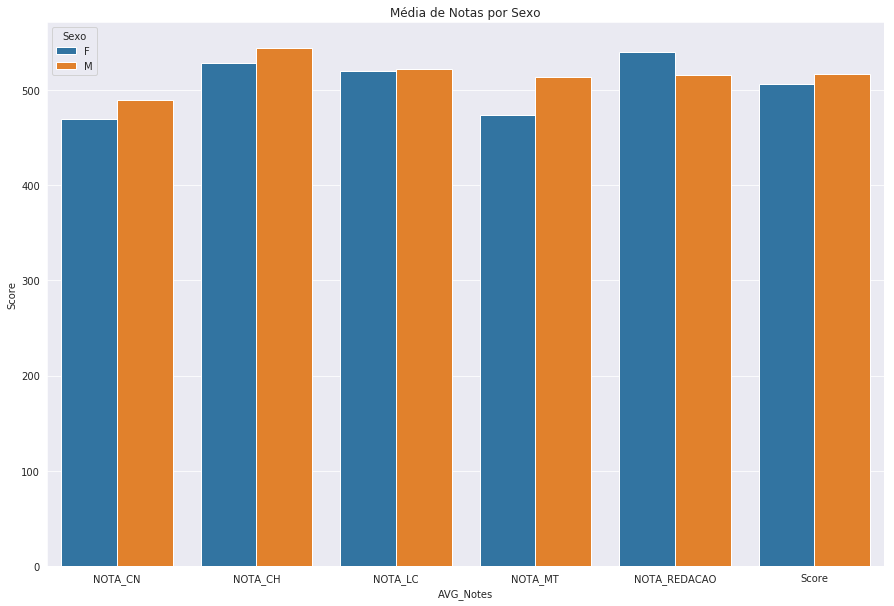 Média de Notas por Sexo
Sexo
F
M
Score
500
400
300
200
100
0
NOTA_CN NOTA_CH NOTA_LC NOTA_MT NOTA_REDACAO Score
AVG_Notes